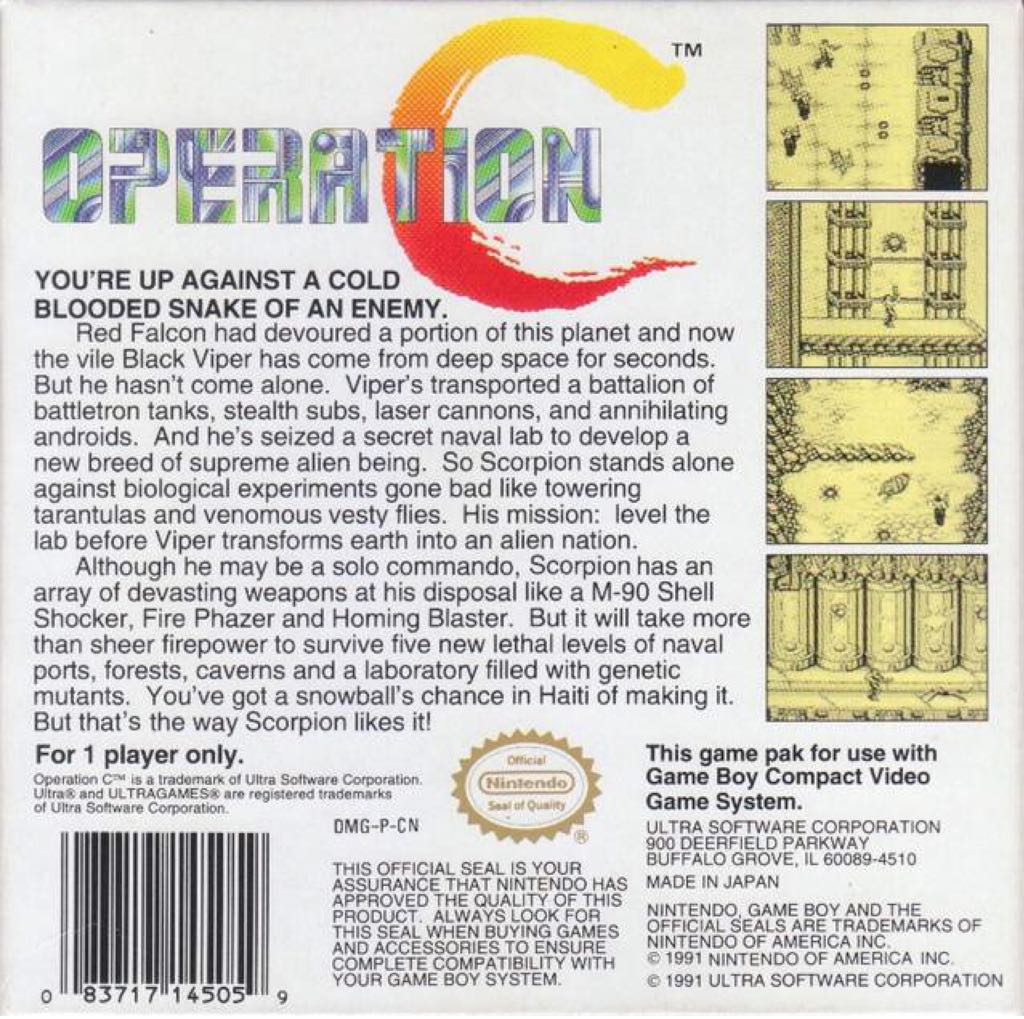 OPERATION C™
YOU'RE UP AGAINST A COLD
BLOODED SNAKE OF AN ENEMY.
Red Falcon had devoured a portion of this planet and now
the vile Black Viper has come from deep space for seconds.
But he hasn't come alone. Viper's transported a battalion of
battletron tanks, stealth subs, laser cannons, and annihilating
androids. And he's seized a secret naval lab to develop a
new breed of supreme alien being. So Scorpion stands alone
against biological experiments gone bad like towering
tarantulas and venomous vesty flies. His mission: level the
lab before Viper transforms earth into an alien nation.
Although he may be a solo commando, Scorpion has an
array of devasting weapons at his disposal like a M-90 Shell
Shocker, Fire Phazer and Homing Blaster. But it will take more
than sheer firepower to survive five new lethal levels of naval
ports, forests, caverns and a laboratory filled with genetic
mutants. You've got a snowball's chance in Haiti of making it.
But that's the way Scorpion likes it!
For 1 player only.
Operation C™ is a trademark of Ultra Software Corporation.
Ultra® and ULTRAGAMES® are registered trademarks
of Ultra Software Corporation.
DMG-P-CN
Official
Nintendo
Seal of Quality
®
THIS OFFICIAL SEAL IS YOUR
ASSURANCE THAT NINTENDO HAS
APPROVED THE QUALITY OF THIS
PRODUCT. ALWAYS LOOK FOR
THIS SEAL WHEN BUYING GAMES
AND ACCESSORIES TO ENSURE
COMPLETE COMPATIBILITY WITH
YOUR GAME BOY SYSTEM.
This game pak for use with
Game Boy Compact Video
Game System.
ULTRA SOFTWARE CORPORATION
900 DEERFIELD PARKWAY
BUFFALO GROVE, IL 60089-4510
MADE IN JAPAN
NINTENDO, GAME BOY AND THE
OFFICIAL SEALS ARE TRADEMARKS OF
NINTENDO OF AMERICA INC.
© 1991 NINTENDO OF AMERICA INC.
© 1991 ULTRA SOFTWARE CORPORATION
0 83717 14505 9